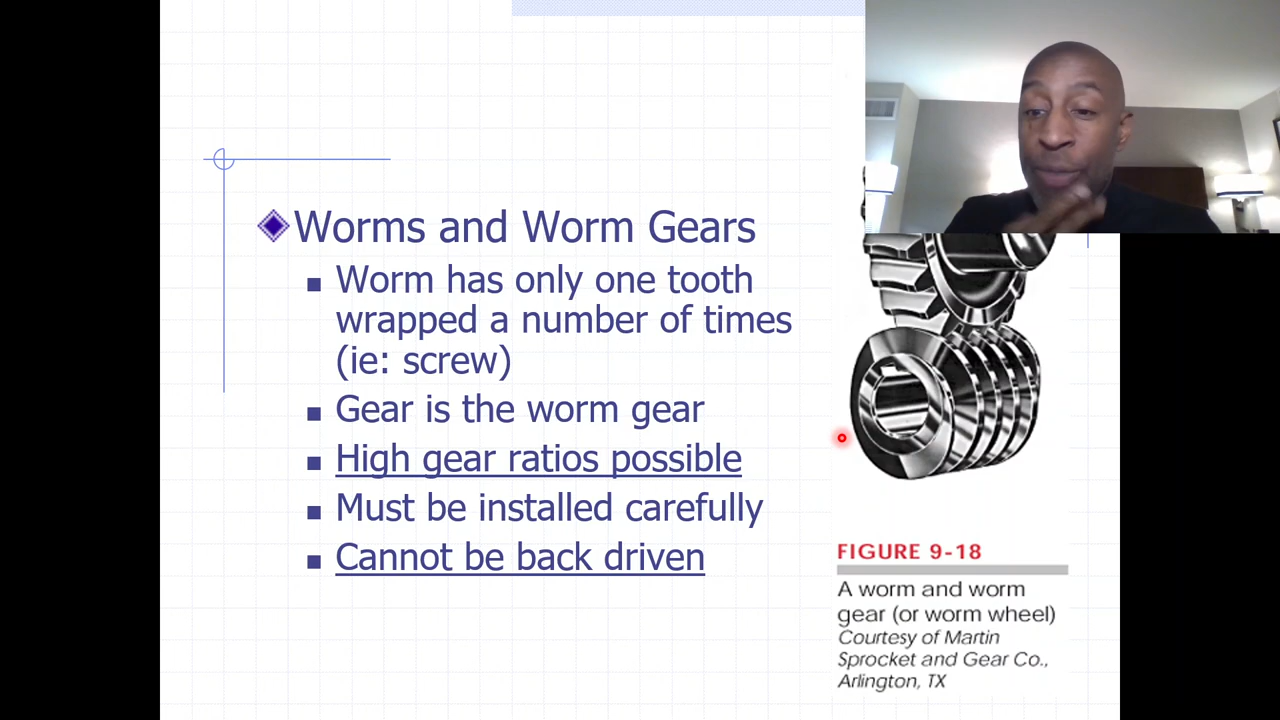 Worms and Worm Gears
Worm has only one tooth
wrapped a number of times
(ie: screw)
Gear is the worm gear
High gear ratios possible
Must be installed carefully
Cannot be back driven
FIGURE 9-18
A worm and worm
gear (or worm wheel)
Courtesy of Martin
Sprocket and Gear Co.,
Arlington, TX